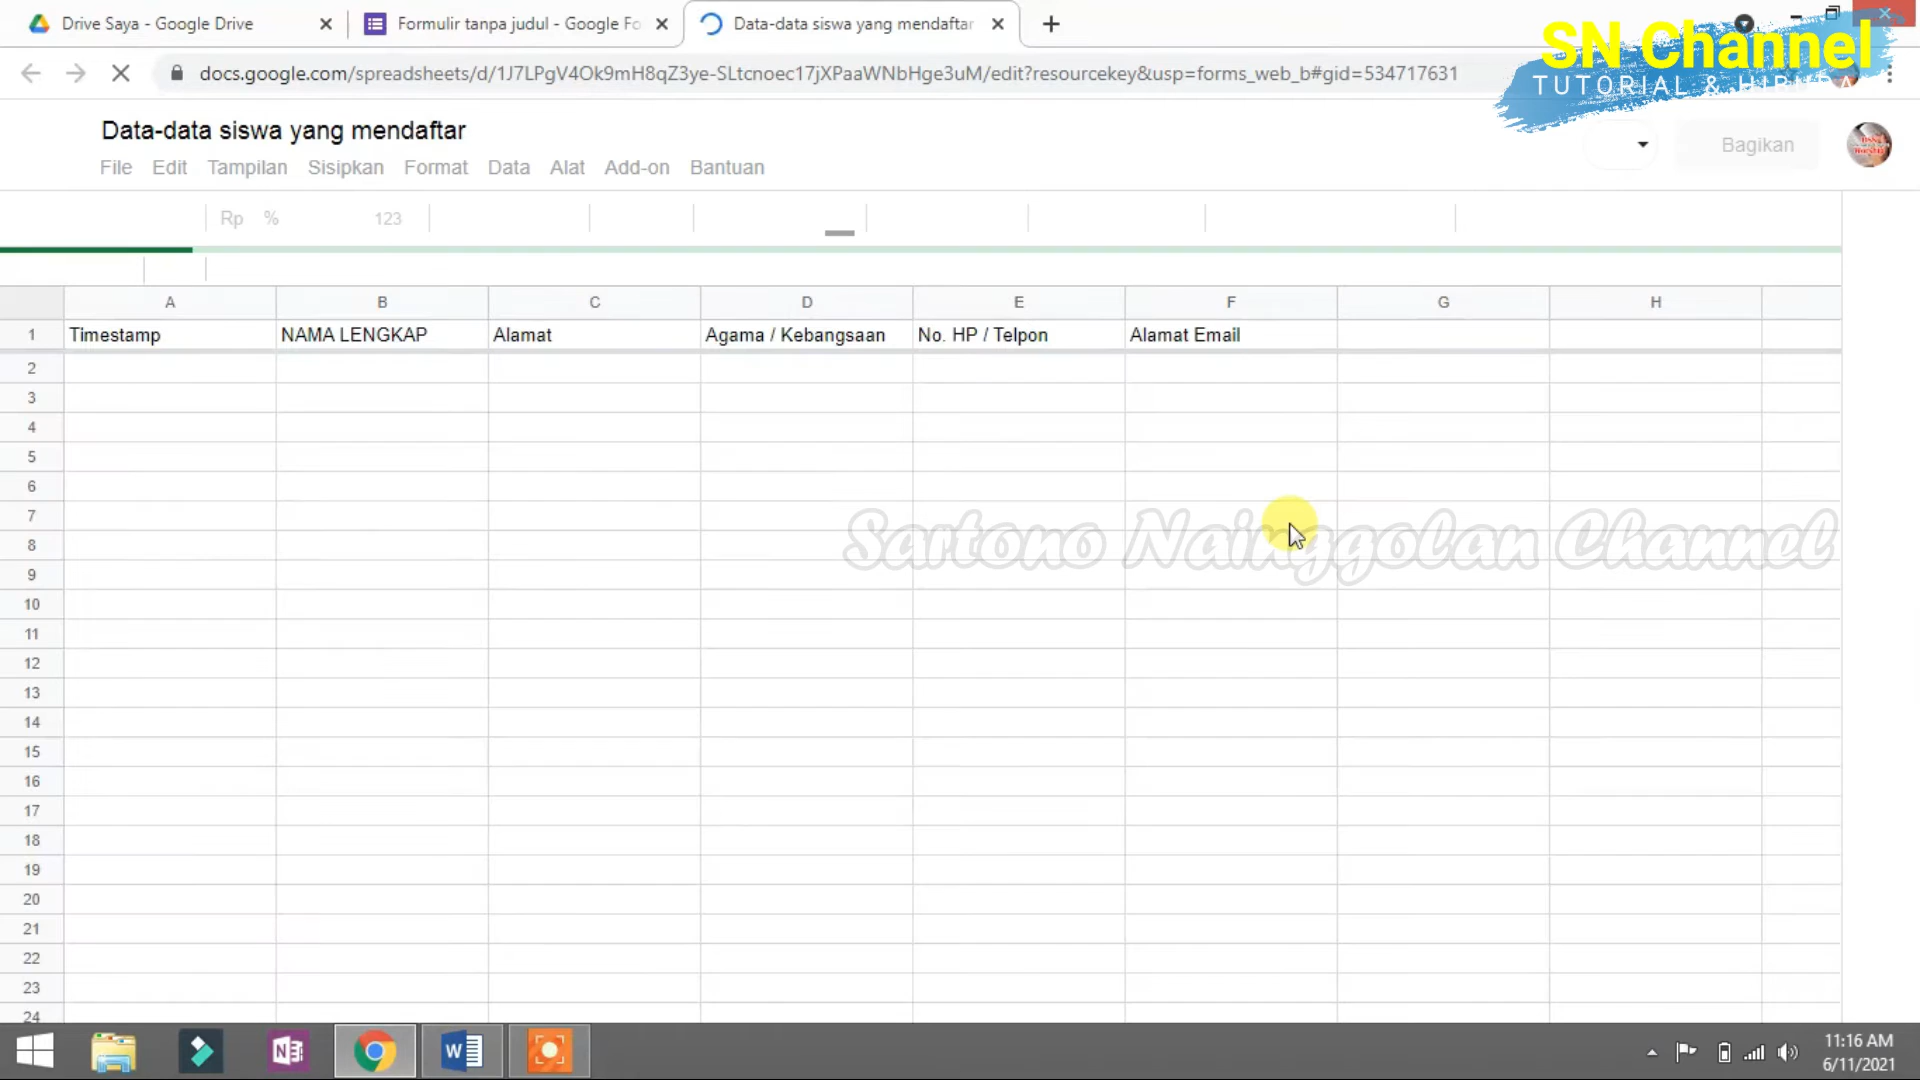 Drive Saya - Google Drive
Formulir tanpa judul - Google Fo
Data-data siswa yang mendaftar
SN Channel
docs.google.com/spreadsheets/d/1J7LPgV4Ok9mH8qZ3ye-SLtcnoec17jXPaaWNbHge3uM/edit?resourcekey&usp=forms_web_b#gid=534717631
TUTORIAL & HIBURA
Data-data siswa yang mendaftar
Bagikan
File Edit Tampilan Sisipkan Format Data Alat Add-on Bantuan
Rp % 123
A B C D E F G H
1 Timestamp NAMA LENGKAP Alamat Agama / Kebangsaan No. HP / Telpon Alamat Email
2
3
4
5
6
7
Sartono Nainggolan Channel
8
9
10
11
12
13
14
15
16
17
18
19
20
21
22
23
24
11:16 AM
6/11/2021